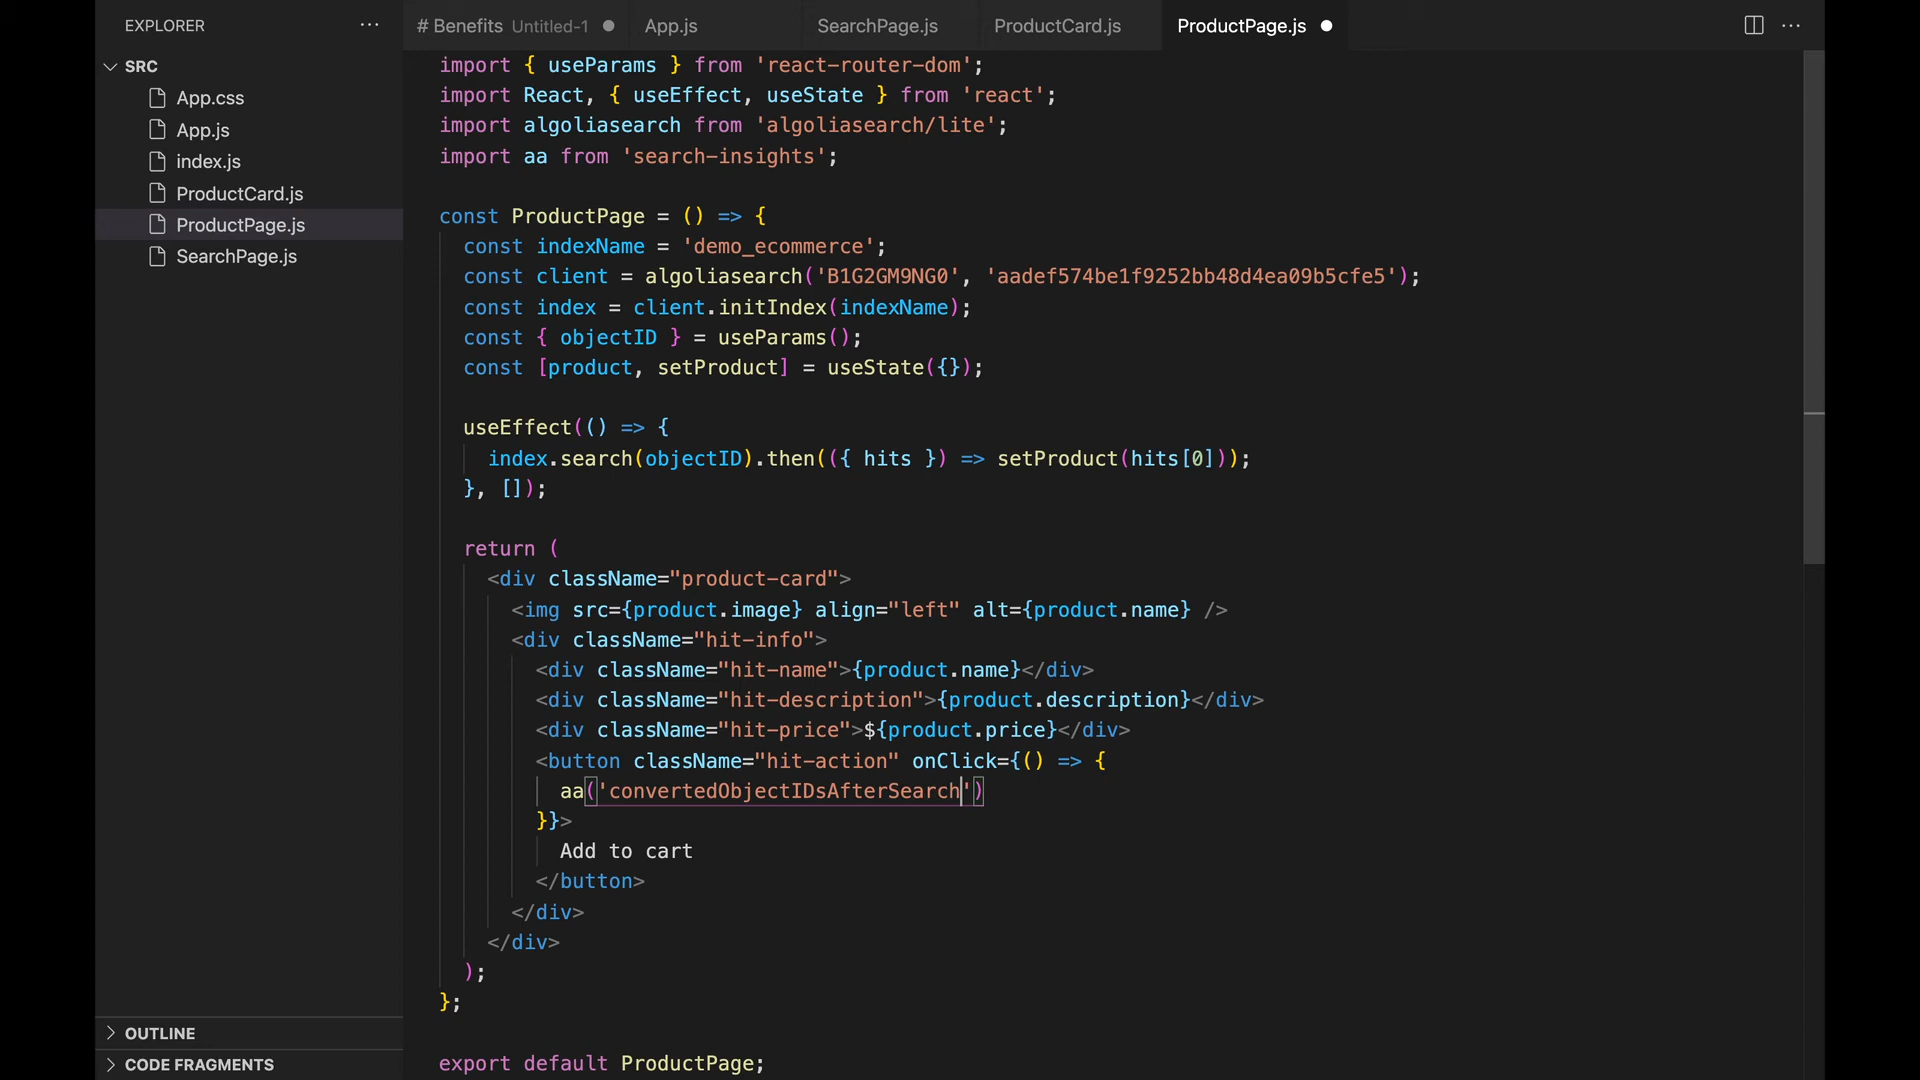 EXPLORER
SRC
App.css
App.js
index.js
ProductCard.js
ProductPage.js
SearchPage.js
OUTLINE
CODE FRAGMENTS
# Benefits Untitled-1
App.js
SearchPage.js
ProductCard.js
ProductPage.js
import { useParams } from 'react-router-dom';
import React, { useEffect, useState } from 'react';
import algoliasearch from 'algoliasearch/lite';
import aa from 'search-insights';
const ProductPage = () => {
const indexName = 'demo_ecommerce';
const client = algoliasearch('B1G2GM9NG0', 'aadef574be1f9252bb48d4ea09b5cfe5');
const index = client.initIndex(indexName);
const { objectID } = useParams();
const [product, setProduct] = useState({});
useEffect(() => {
index.search(objectID).then(({ hits }) => setProduct(hits[0]));
}, []);
return (
<div className="product-card">
<img src={product.image} align="left" alt={product.name} />
<div className="hit-info">
<div className="hit-name">{product.name}</div>
<div className="hit-description">{product.description}</div>
<div className="hit-price">${product.price}</div>
<button className="hit-action" onClick={() => {
aa('convertedObjectIDsAfterSearch')
}}>
Add to cart
</button>
</div>
</div>
);
};
export default ProductPage;